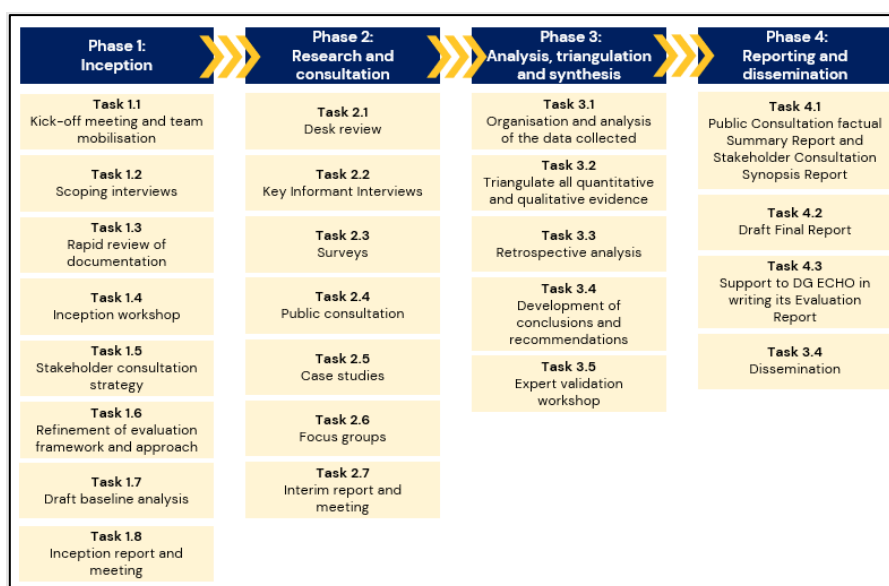 Phase 1:
Inception
Task 1.1
Kick-off meeting and team
mobilisation
Task 1.2
Scoping interviews
Task 1.3
Rapid review of
documentation
Task 1.4
Inception workshop
Task 1.5
Stakeholder consultation
strategy
Task 1.6
Refinement of evaluation
framework and approach
Task 1.7
Draft baseline analysis
Task 1.8
Inception report and
meeting
Phase 2:
Research and
consultation
Task 2.1
Desk review
Task 2.2
Key Informant Interviews
Task 2.3
Surveys
Task 2.4
Public consultation
Task 2.5
Case studies
Task 2.6
Focus groups
Task 2.7
Interim report and
meeting
Phase 3:
Analysis, triangulation
and synthesis
Task 3.1
Organisation and analysis
of the data collected
Task 3.2
Triangulate all quantitative
and qualitative evidence
Task 3.3
Retrospective analysis
Task 3.4
Development of
conclusions and
recommendations
Task 3.5
Expert validation
workshop
Phase 4:
Reporting and
dissemination
Task 4.1
Public Consultation factual
Summary Report and
Stakeholder Consultation
Synopsis Report
Task 4.2
Draft Final Report
Task 4.3
Support to DG ECHO in
writing its Evaluation
Report
Task 3.4
Dissemination